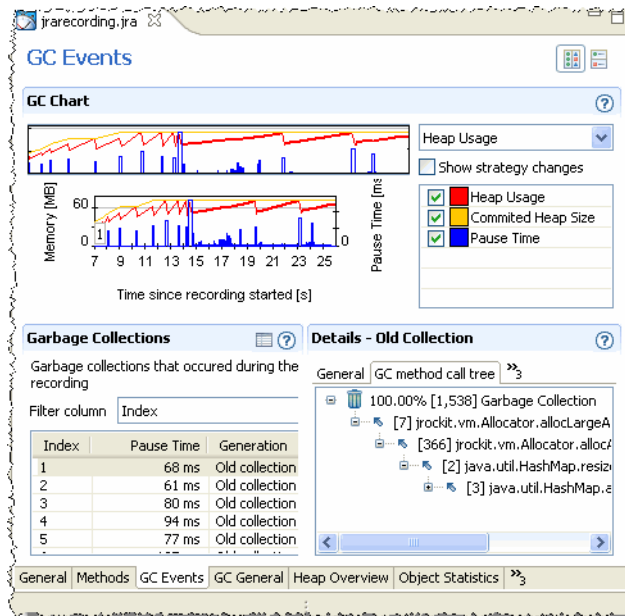 jrarecording.jra
GC Events
GC Chart
Heap Usage
Show strategy changes
Heap Usage
Commited Heap Size
Pause Time
Memory [MB]
60
0
1
0
Pause Time [ms
7 9 11 13 14 15 17 19 21 23 25
Time since recording started [s]
Garbage Collections
Garbage collections that occured during the
recording
Filter column Index
Index Pause Time Generation
1 68 ms Old collection
2 61 ms Old collection
3 80 ms Old collection
4 94 ms Old collection
5 77 ms Old collection
Details - Old Collection
General GC method call tree »3
100.00% [1,538] Garbage Collection
[7] jrockit.vm.Allocator.allocLargeA
[366] jrockit.vm.Allocator.allocA
[2] java.util.HashMap.resize
[3] java.util.HashMap.a
General Methods GC Events GC General Heap Overview Object Statistics »3